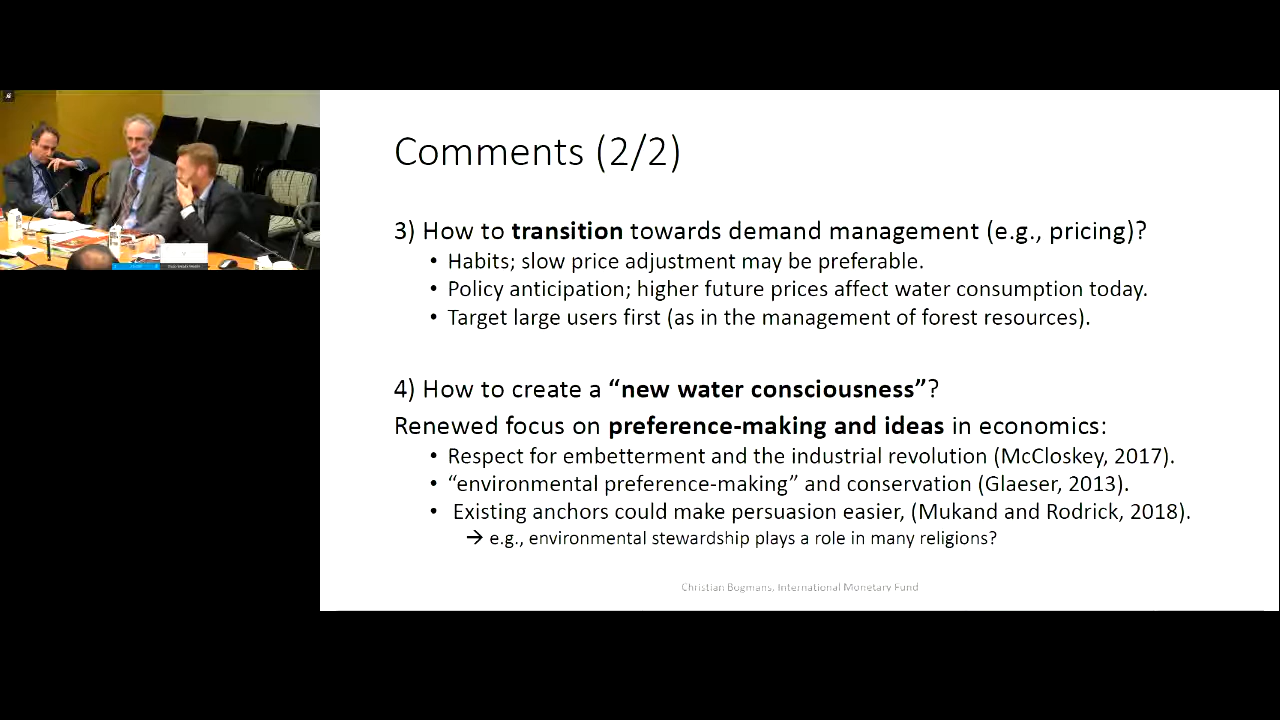 Comments (2/2)
3) How to transition towards demand management (e.g., pricing)?
• Habits; slow price adjustment may be preferable.
• Policy anticipation; higher future prices affect water consumption today.
• Target large users first (as in the management of forest resources).
4) How to create a “new water consciousness”?
Renewed focus on preference-making and ideas in economics:
• Respect for embetterment and the industrial revolution (McCloskey, 2017).
• “environmental preference-making” and conservation (Glaeser, 2013).
• Existing anchors could make persuasion easier, (Mukand and Rodrick, 2018).
→ e.g., environmental stewardship plays a role in many religions?
Christian Bogmans, International Monetary Fund